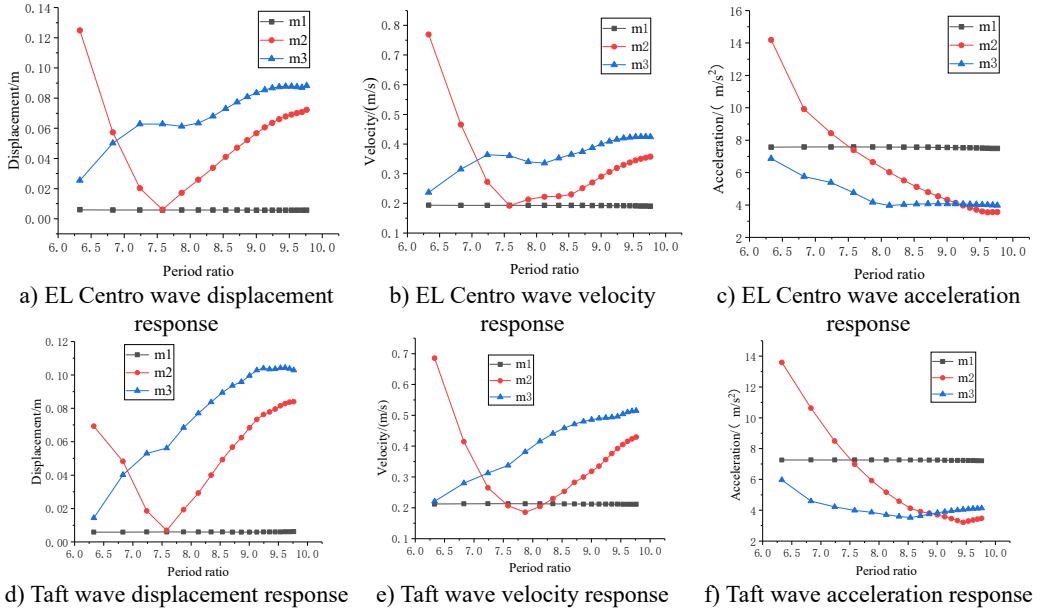 0.14
0.12
0.10
0.08
0.06
0.04
0.02
0.00
Displacement/m
m1
m2
m3
6.0 6.5 7.0 7.5 8.0 8.5 9.0 9.5 10.0
Period ratio
a) EL Centro wave displacement
response
0.8
0.7
0.6
0.5
0.4
0.3
0.2
0.1
Velocity/(m/s)
m1
m2
m3
6.0 6.5 7.0 7.5 8.0 8.5 9.0 9.5 10.0
Period ratio
b) EL Centro wave velocity
response
16
14
12
10
8
6
4
2
Acceleration/( m/s²)
m1
m2
m3
6.0 6.5 7.0 7.5 8.0 8.5 9.0 9.5 10.0
Period ratio
c) EL Centro wave acceleration
response
0.12
0.10
0.08
0.06
0.04
0.02
0.00
Displacement/m
m1
m2
m3
6.0 6.5 7.0 7.5 8.0 8.5 9.0 9.5 10.0
Period ratio
d) Taft wave displacement response
0.7
0.6
0.5
0.4
0.3
0.2
0.1
Velocity/(m/s)
m1
m2
m3
6.0 6.5 7.0 7.5 8.0 8.5 9.0 9.5 10.0
Period ratio
e) Taft wave velocity response
14
12
10
8
6
4
2
Acceleration/( m/s²)
m1
m2
m3
6.0 6.5 7.0 7.5 8.0 8.5 9.0 9.5 10.0
Period ratio
f) Taft wave acceleration response